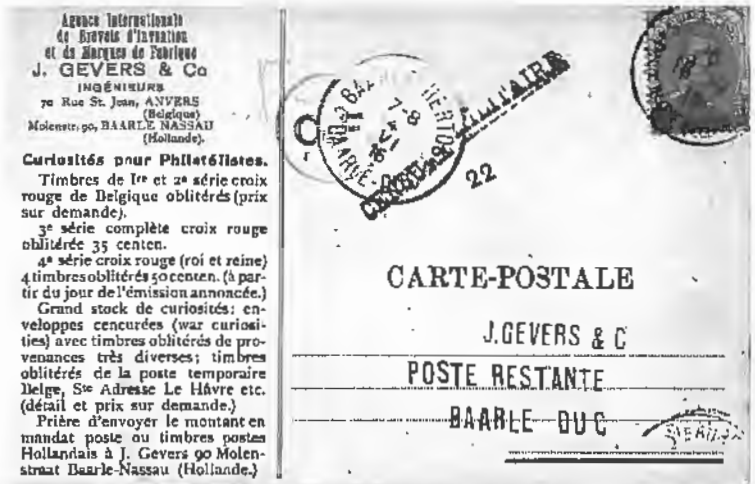 Agence Internationale
de Brevets d'Invention
et de Marques de Fabrique
J. GEVERS & Co
INGÉNIEURS
70 Rue St. Jean, ANVERS
(Belgique)
Molenstr. 90, BAARLE NASSAU
(Hollande).
Curiosités pour Philatélistes.
Timbres de Ire et 2e série croix
rouge de Belgique oblitérés (prix
sur demande).
3e série complète croix rouge
oblitérée 35 centen.
4e série croix rouge (roi et reine)
4 timbres oblitérés 50 centen. (à par-
tir du jour de l'émission annoncée.)
Grand stock de curiosités: en-
veloppes cencurées (war curiosi-
ties) avec timbres oblitérés de pro-
venances très diverses; timbres
oblitérés de la poste temporaire
Belge, Ste Adresse Le Hâvre etc.
(détail et prix sur demande.)
Prière d'envoyer le montant en
mandat poste ou timbres postes
Hollandais à J. Gevers 90 Molen-
straat Baarle-Nassau (Hollande.)
MILITAIRE
22
CARTE-POSTALE
J.GEVERS & C
POSTE RESTANTE
BAARLE DUC